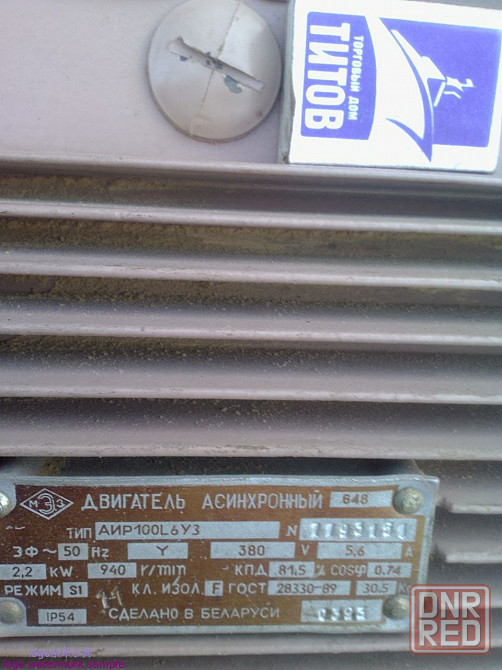 ТОРГОВЫЙ ДОМ
ТИТОВ
МЭЗ ДВИГАТЕЛЬ АСИНХРОННЫЙ 648
ТИП АИР100L6У3 N
3Ф~ 50 Hz Y 380 V 5,6 A
2,2 kW 940 r/min КПД 81,5 % COSφ 0.74
РЕЖИМ S1 КЛ. ИЗОЛ. F ГОСТ 28330-89 30.5
IP54 СДЕЛАНО В БЕЛАРУСИ 0395
DNR
RED